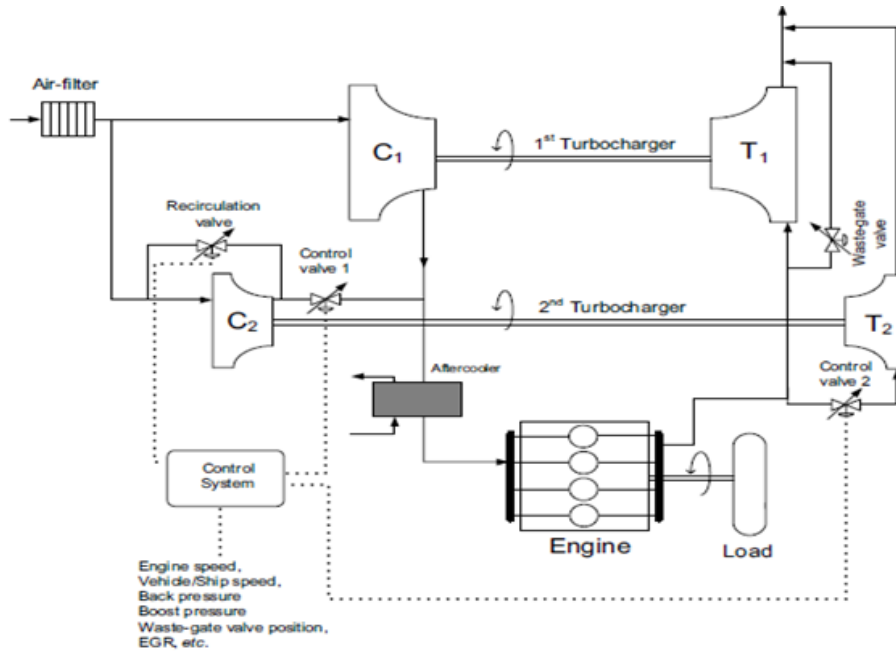 Air-filter
C1
1st Turbocharger
T1
Recirculation
valve
Control
valve 1
Waste-gate
valve
C2
2nd Turbocharger
T2
Control
valve 2
Aftercooler
Control
System
Engine
Load
Engine speed,
Vehicle/Ship speed,
Back pressure
Boost pressure
Waste-gate valve position,
EGR, etc.